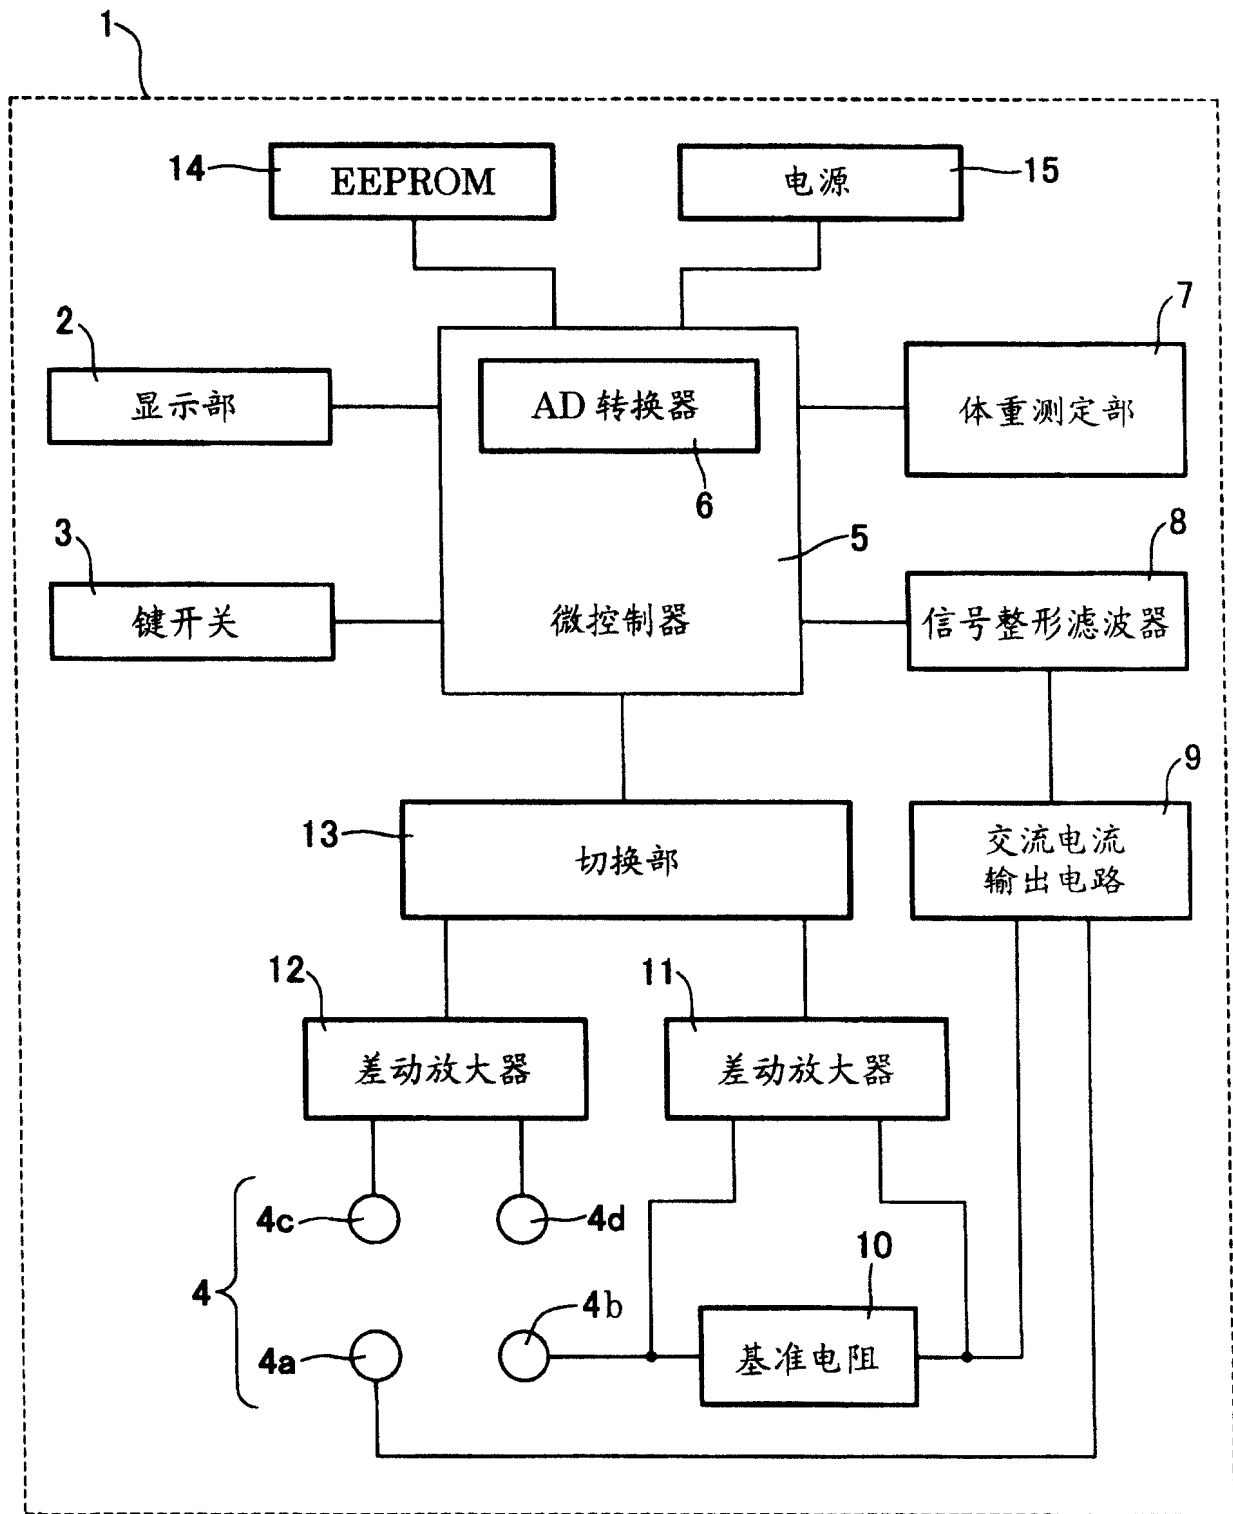 1
14
EEPROM
电源
15
2
显示部
AD 转换器
6
7
体重测定部
3
键开关
5
微控制器
8
信号整形滤波器
13
切换部
9
交流电流
输出电路
12
差动放大器
11
差动放大器
4
4c
4d
4a
4b
10
基准电阻